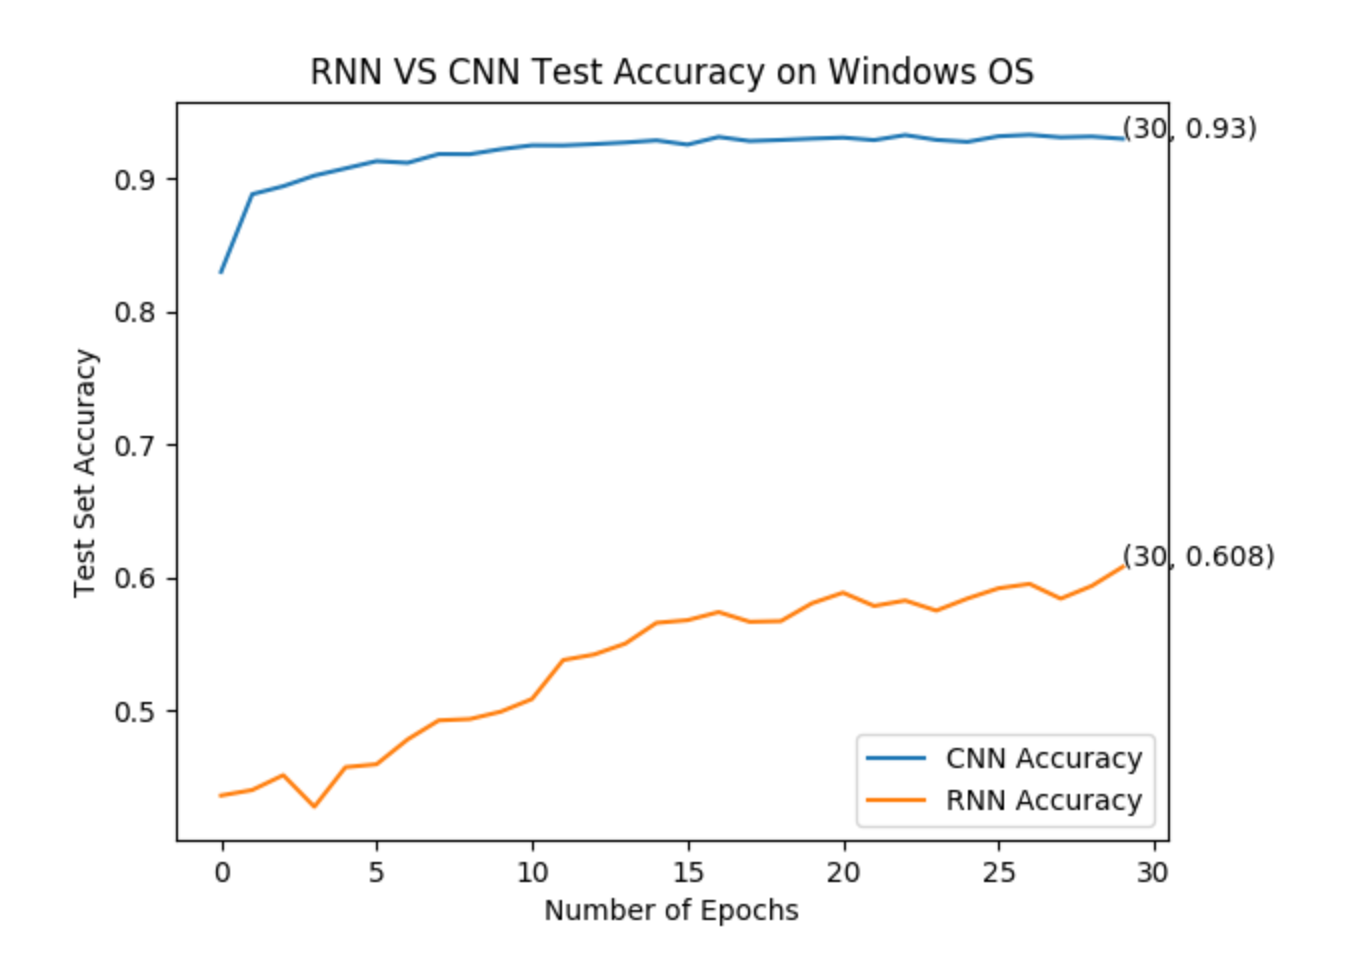 RNN VS CNN Test Accuracy on Windows OS
(30, 0.93)
0.9
0.8
0.7
0.6
0.5
Test Set Accuracy
(30, 0.608)
CNN Accuracy
RNN Accuracy
0 5 10 15 20 25 30
Number of Epochs